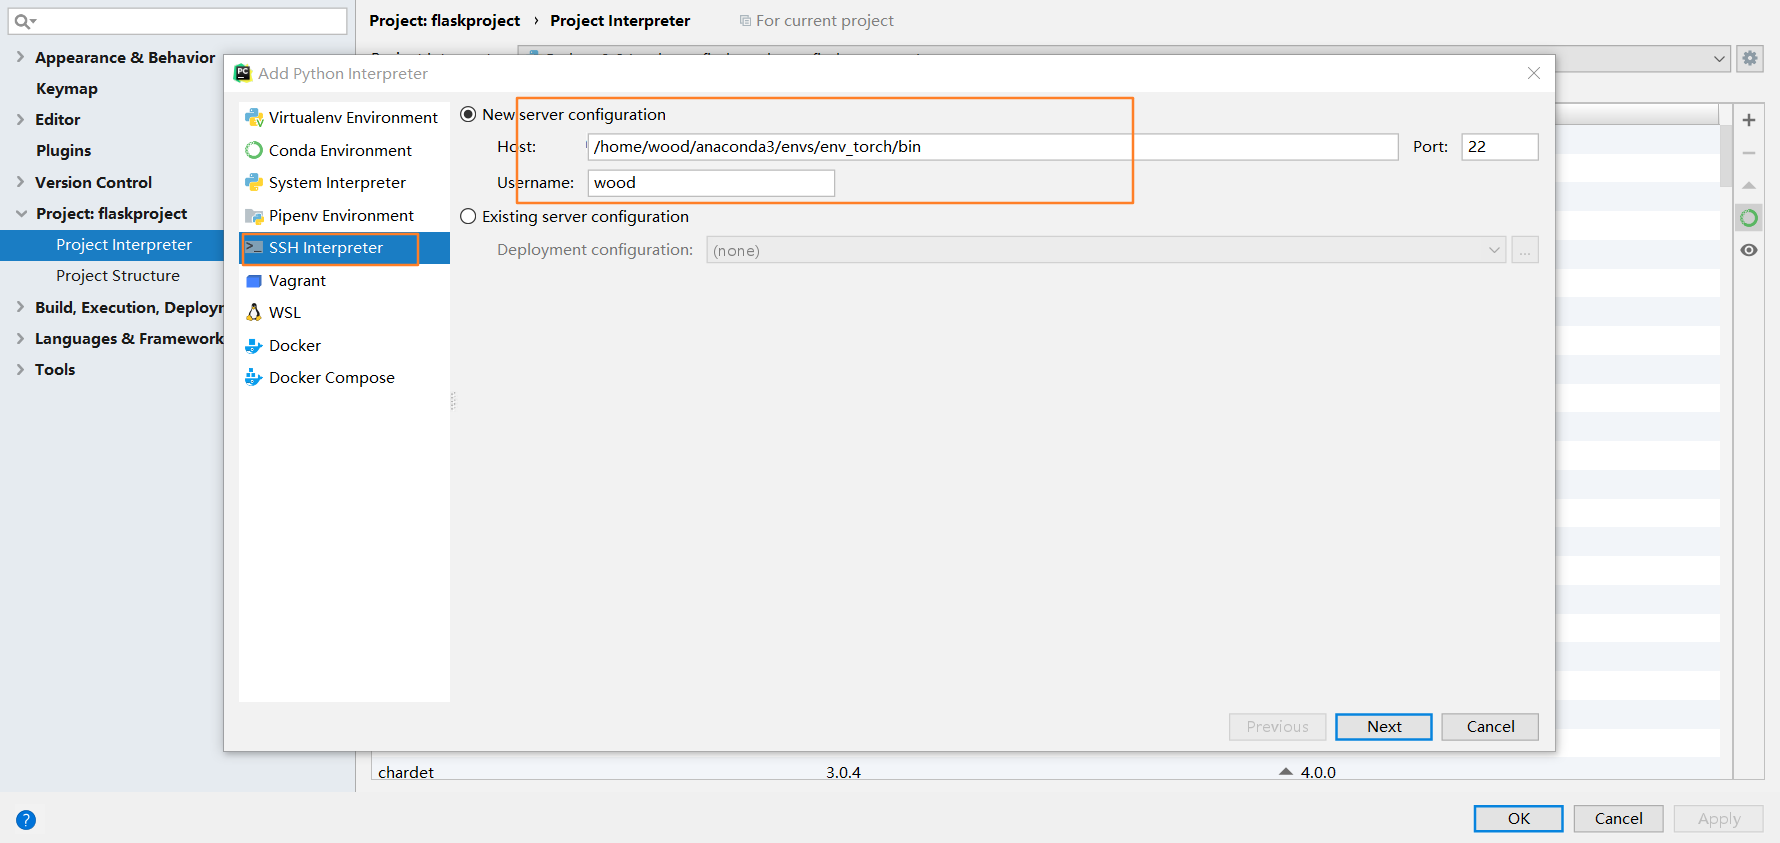 Project: flaskproject › Project Interpreter For current project
Appearance & Behavior
Keymap
Editor
Plugins
Version Control
Project: flaskproject
Project Interpreter
Project Structure
Build, Execution, Deployr
Languages & Framework
Tools
PC Add Python Interpreter
Virtualenv Environment
Conda Environment
System Interpreter
Pipenv Environment
SSH Interpreter
Vagrant
WSL
Docker
Docker Compose
New server configuration
Host: /home/wood/anaconda3/envs/env_torch/bin Port: 22
Username: wood
Existing server configuration
Deployment configuration: (none) ...
Previous Next Cancel
chardet 3.0.4 4.0.0
? OK Cancel Apply